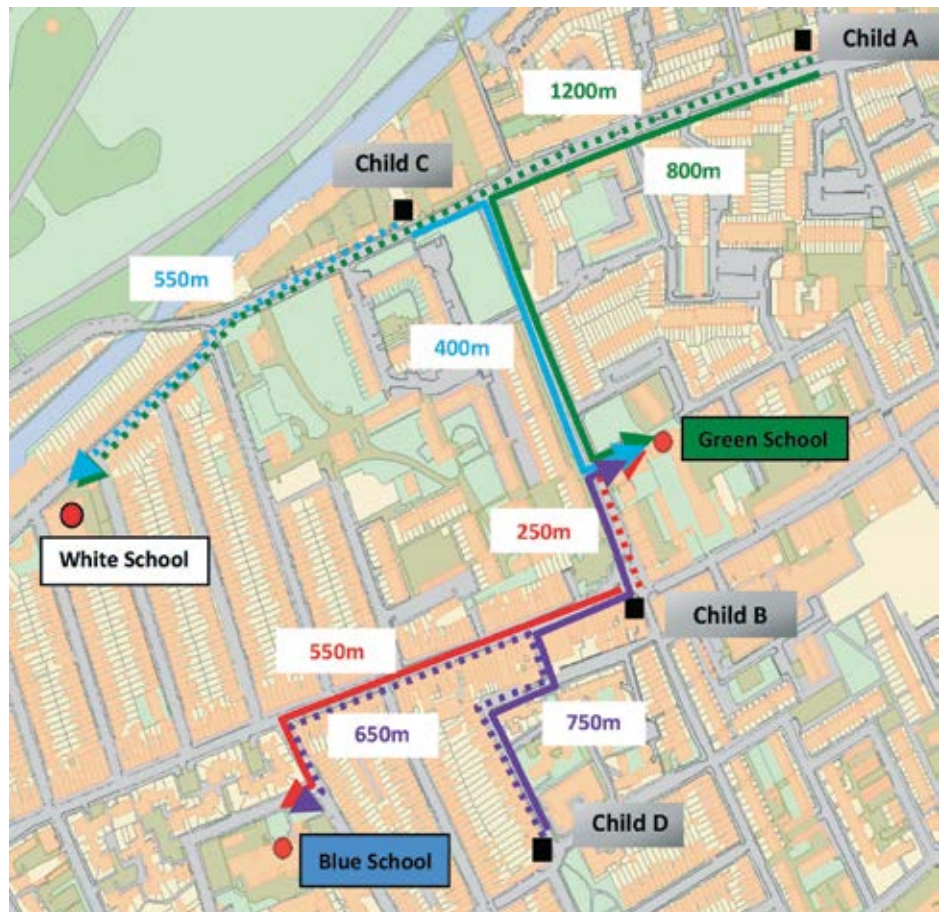 Child A
1200m
Child C
800m
550m
400m
Green School
250m
White School
Child B
550m
650m
750m
Child D
Blue School